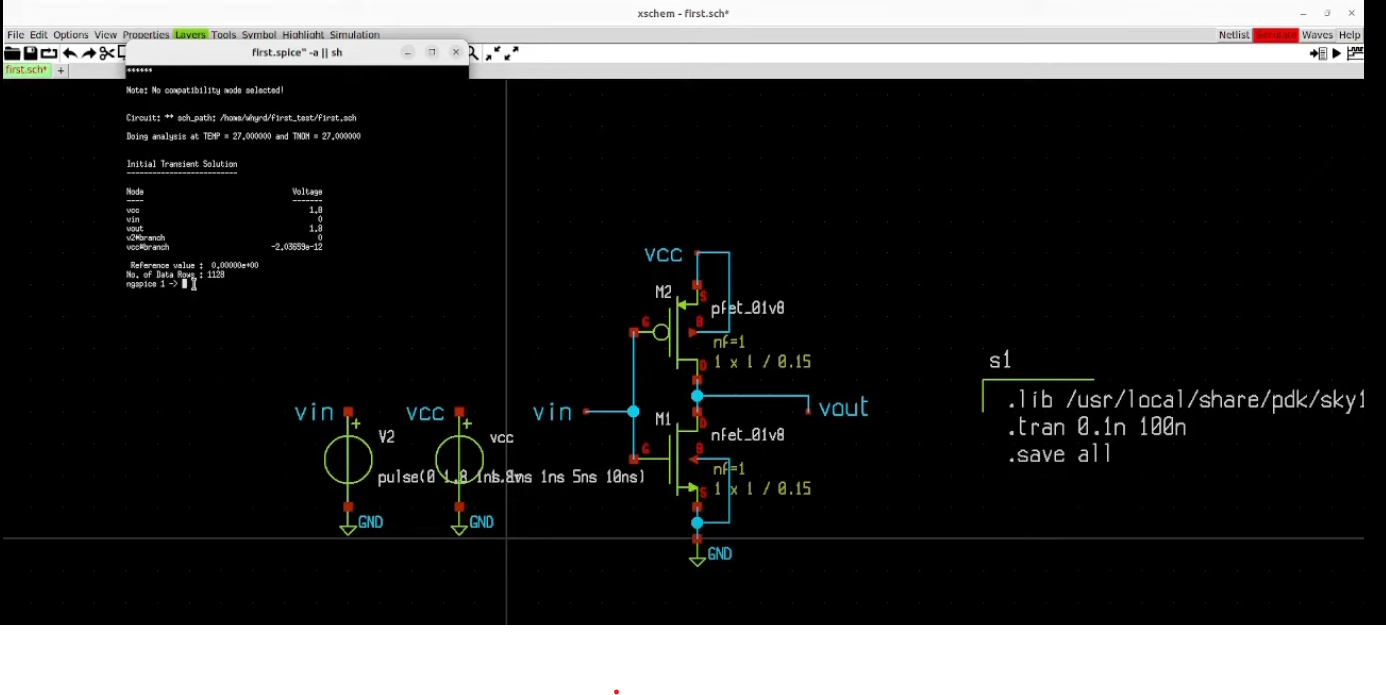 xschem - first.sch*
File Edit Options View Properties Layers Tools Symbol Highlight Simulation
Netlist Simulate Waves Help
first.spice" -a || sh
first.sch* +
******
Note: No compatibility mode selected!
Circuit: ** sch_path: /home/whyrd/first_test/first.sch
Doing analysis at TEMP = 27.000000 and TNOM = 27.000000
Initial Transient Solution
--------------------------
Node Voltage
---- -------
vcc 1.8
vin 0
vout 1.8
v2#branch 0
vcc#branch -2.03659e-12
Reference value : 0.00000e+00
No. of Data Rows : 1128
ngspice 1 ->
vcc
M2
S
pfet_01v8
G
B
nf=1
D
1 x 1 / 0.15
vin
+
V2
pulse(0 1.8 1ns 1ns 5ns 10ns)
GND
vcc
+
vcc
GND
vin
vout
M1
D
nfet_01v8
G
B
nf=1
S
1 x 1 / 0.15
GND
s1
.lib /usr/local/share/pdk/sky1
.tran 0.1n 100n
.save all